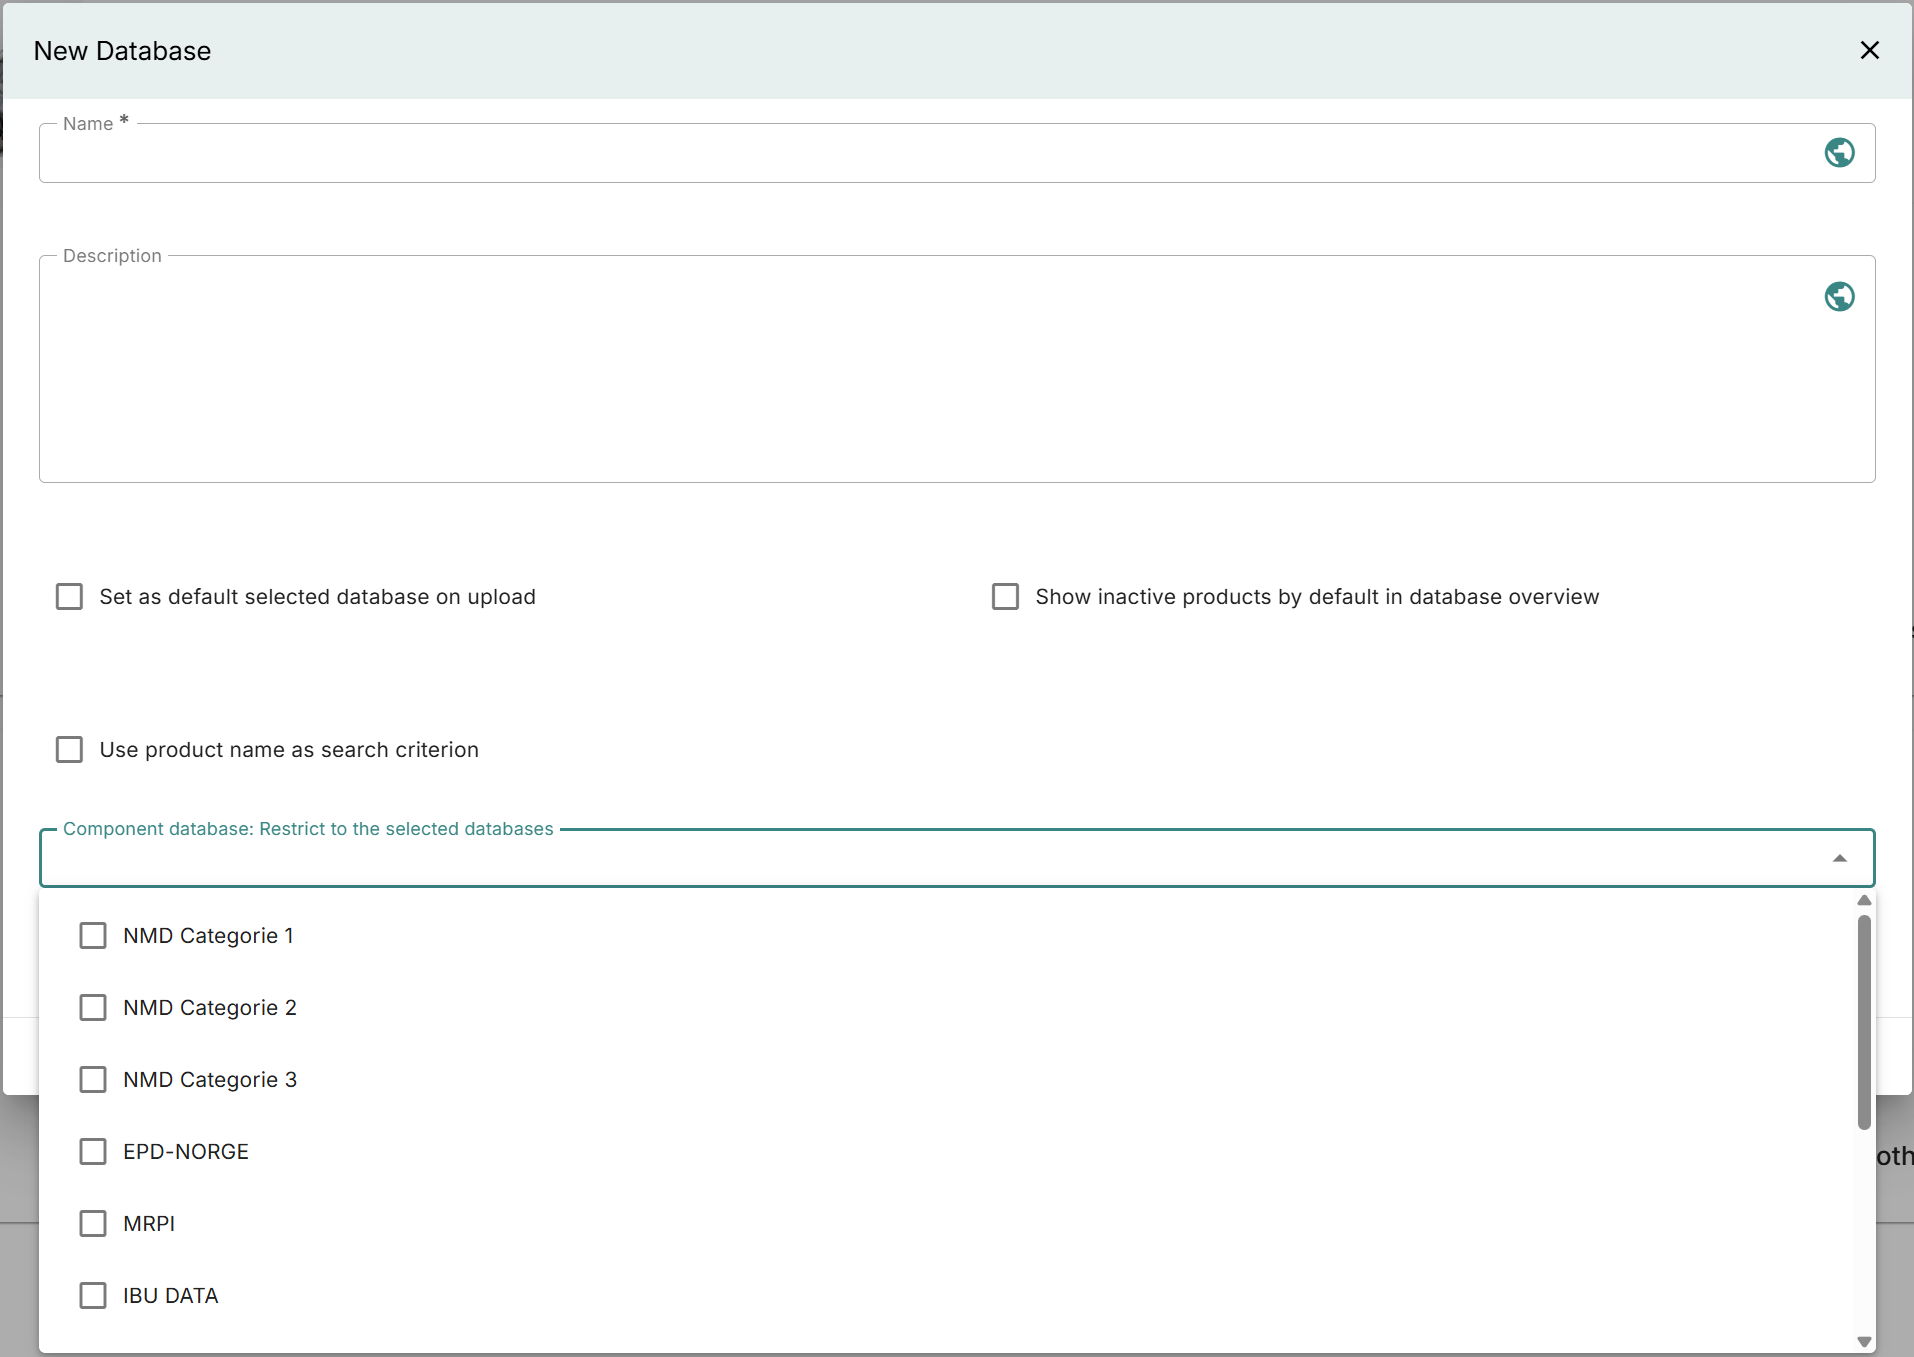 New Database
Name *
Description
Set as default selected database on upload
Show inactive products by default in database overview
Use product name as search criterion
Component database: Restrict to the selected databases
NMD Categorie 1
NMD Categorie 2
NMD Categorie 3
EPD-NORGE
oth
MRPI
IBU DATA